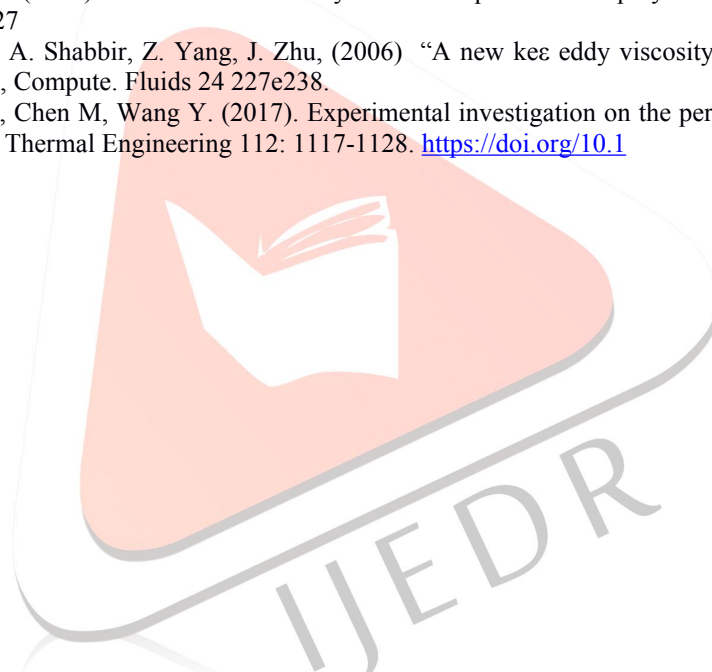 27
A. Shabbir, Z. Yang, J. Zhu, (2006) “A new keε eddy viscosity
, Compute. Fluids 24 227e238.
, Chen M, Wang Y. (2017). Experimental investigation on the per
Thermal Engineering 112: 1117-1128. https://doi.org/10.1
IJEDR